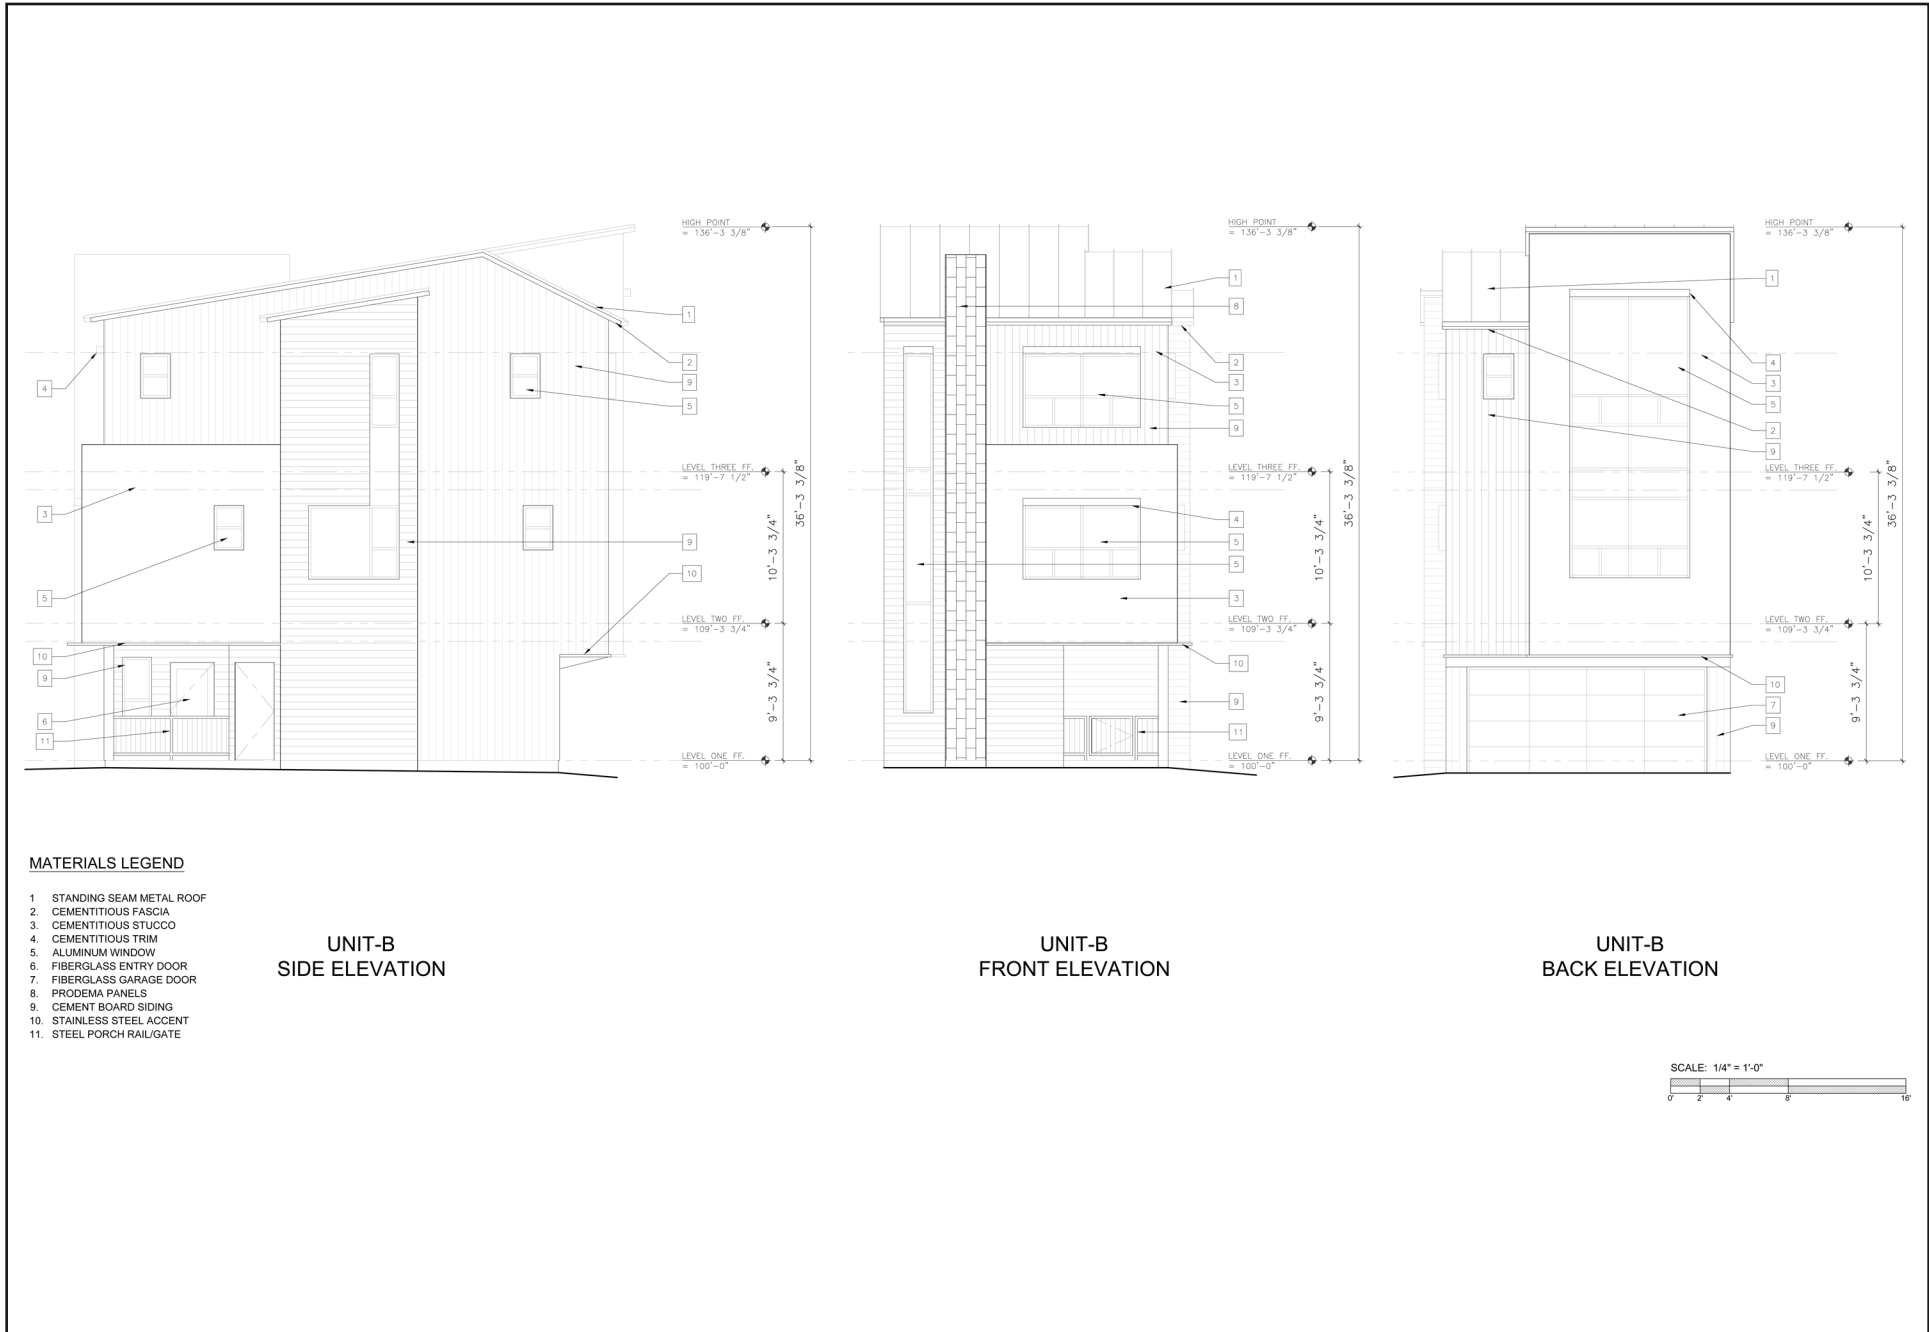 HIGH POINT
= 136'-3 3/8"
1
2
9
5
4
LEVEL THREE FF.
= 119'-7 1/2"
36'-3 3/8"
3
9
10'-3 3/4"
10
5
LEVEL TWO FF.
= 109'-3 3/4"
10
9
9'-3 3/4"
6
11
LEVEL ONE FF.
= 100'-0"
HIGH POINT
= 136'-3 3/8"
1
8
2
3
5
9
LEVEL THREE FF.
= 119'-7 1/2"
36'-3 3/8"
4
5
10'-3 3/4"
5
3
LEVEL TWO FF.
= 109'-3 3/4"
10
9
9'-3 3/4"
11
LEVEL ONE FF.
= 100'-0"
HIGH POINT
= 136'-3 3/8"
1
4
3
5
2
9
LEVEL THREE FF.
= 119'-7 1/2"
36'-3 3/8"
10'-3 3/4"
LEVEL TWO FF.
= 109'-3 3/4"
10
7
9'-3 3/4"
9
LEVEL ONE FF.
= 100'-0"
MATERIALS LEGEND
1 STANDING SEAM METAL ROOF
2. CEMENTITIOUS FASCIA
3. CEMENTITIOUS STUCCO
4. CEMENTITIOUS TRIM
5. ALUMINUM WINDOW
6. FIBERGLASS ENTRY DOOR
7. FIBERGLASS GARAGE DOOR
8. PRODEMA PANELS
9. CEMENT BOARD SIDING
10. STAINLESS STEEL ACCENT
11. STEEL PORCH RAIL/GATE
UNIT-B
SIDE ELEVATION
UNIT-B
FRONT ELEVATION
UNIT-B
BACK ELEVATION
SCALE: 1/4" = 1'-0"
0' 2' 4' 8' 16'